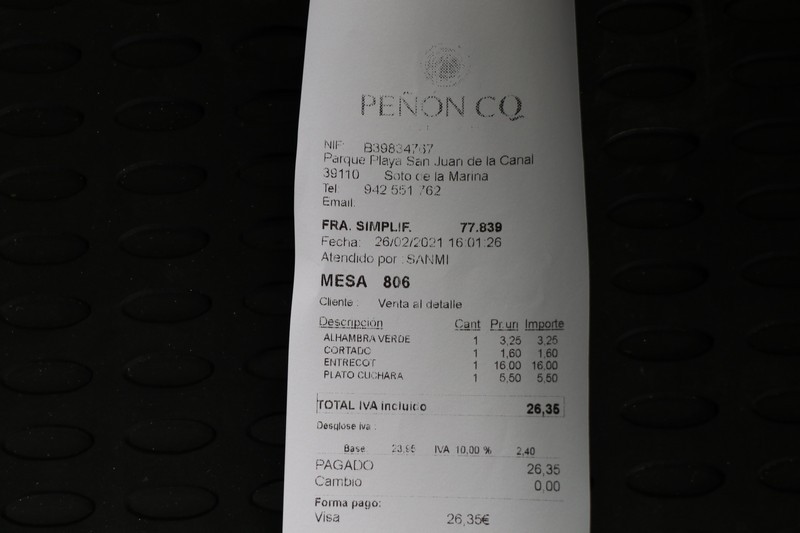 PEÑÓN CQ
NIF: B39834737
Parque Playa San Juan de la Canal
39110 Soto de la Marina
Tel 942 551 762
Email:
FRA. SIMPLIF. 77.839
Fecha: 26/02/2021 16:01:26
Atendido por : SANMI
MESA 806
Cliente : Venta al detalle
Descripción Cant Pr.uni Importe
ALHAMBRA VERDE 1 3,25 3,25
CORTADO 1 1,60 1,60
ENTRECOT 1 16,00 16,00
PLATO CUCHARA 1 5,50 5,50
TOTAL IVA incluido 26,35
Desglose iva :
Base 23,95 IVA 10,00 % 2,40
PAGADO 26,35
Cambio 0,00
Forma pago:
Visa 26,35€